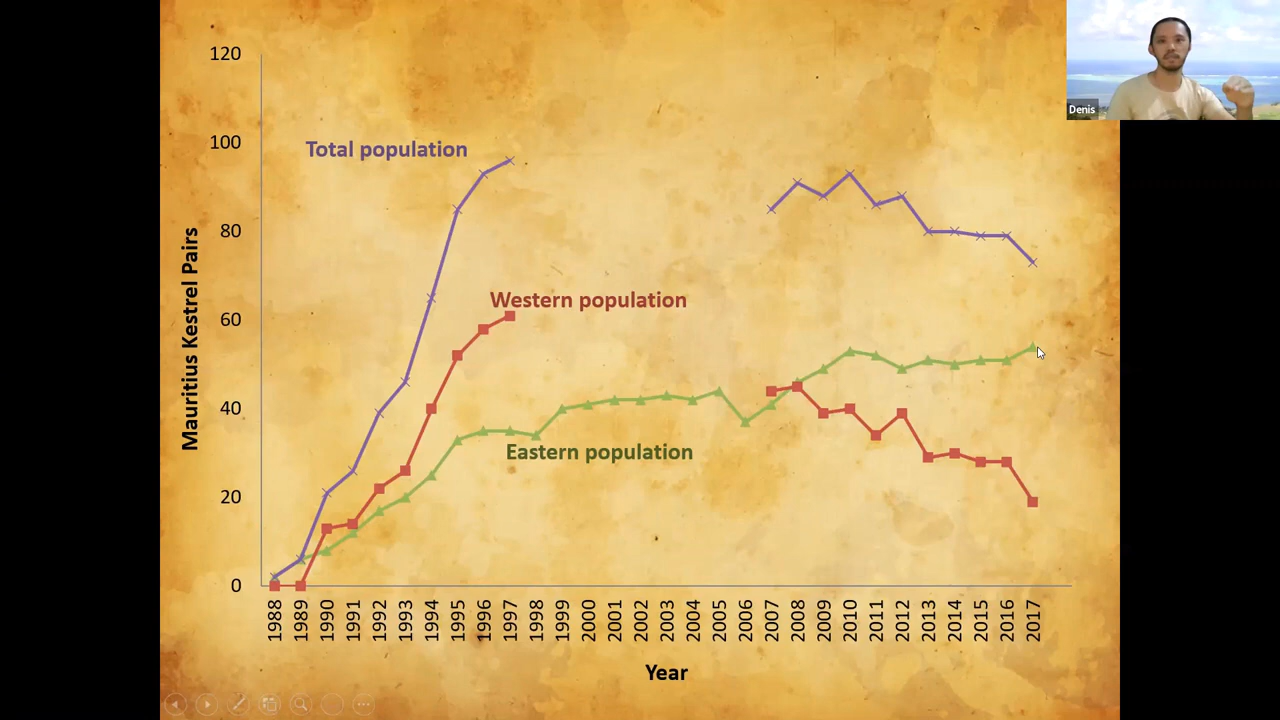 120
100
80
60
40
20
0
Mauritius Kestrel Pairs
Total population
Western population
Eastern population
1988 1989 1990 1991 1992 1993 1994 1995 1996 1997 1998 1999 2000 2001 2002 2003 2004 2005 2006 2007 2008 2009 2010 2011 2012 2013 2014 2015 2016 2017
Year
Denis